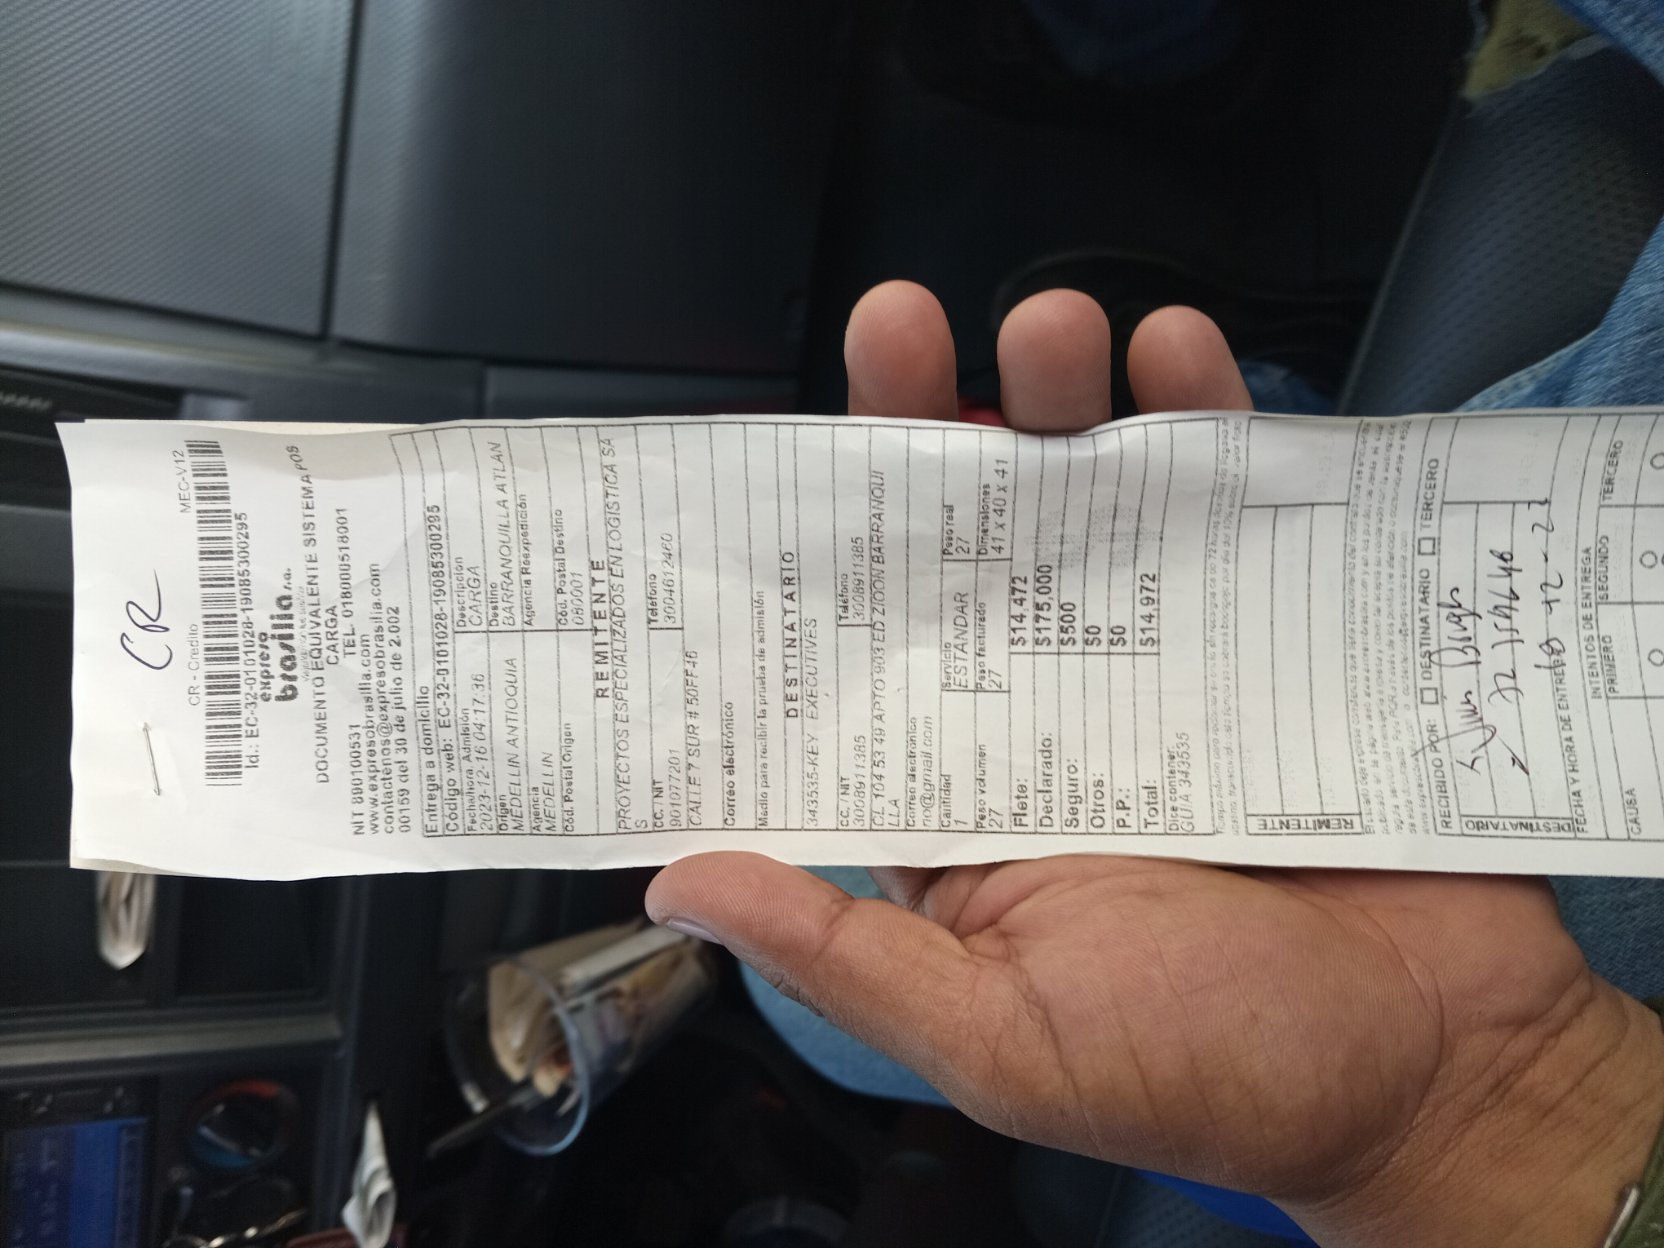 CR
CR - Credito
MEC-V12
Id.: EC-32-0101028-19085300295
expreso
brasilia s.a.
DOCUMENTO EQUIVALENTE SISTEMA POS
CARGA
NIT 890100531 TEL. 018000518001
www.expresobrasilia.com
contactenos@expresobrasilia.com
00159 del 30 de julio de 2.002
Entrega a domicilio
Código web: EC-32-0101028-19085300295
Fecha/hora, Admisión Descripción
2023-12-16 04:17:36 CARGA
Origen Destino
MEDELLIN ANTIOQUIA BARRANQUILLA ATLAN
Agencia Agencia Reexpedición
MEDELLIN
Cód. Postal Origen Cód. Postal Destino
080001
REMITENTE
PROYECTOS ESPECIALIZADOS EN LOGISTICA SA
S
CC. / NIT Teléfono
901077201 3004612460
CALLE 7 SUR # 50FF46
Correo electrónico
Medio para recibir la prueba de admisión
DESTINATARIO
343535-KEY EXECUTIVES
CC. / NIT Teléfono
3008911385 3008911385
CL 104 53 49 APTO 903 ED ZION BARRANQUI
LLA
Correo electronico
no@gmail.com
Cantidad Servicio Peso real
1 ESTANDAR 27
Peso volumen Peso facturado Dimensiones
27 27 41 x 40 x 41
Flete: $14,472
Declarado: $175,000
Seguro: $500
Otros: $0
P.P.: $0
Total: $14,972
Dice contener:
GUIA 343535
REMITENTE
RECIBIDO POR: DESTINATARIO TERCERO
DESTINATARIO
FECHA Y HORA DE ENTREGA
INTENTOS DE ENTREGA
CAUSA PRIMERO SEGUNDO TERCERO